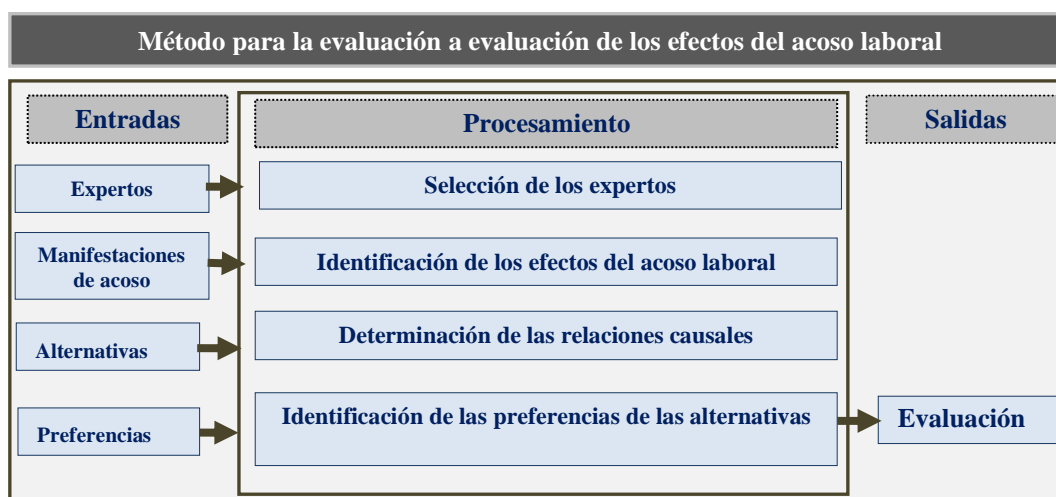 Método para la evaluación a evaluación de los efectos del acoso laboral
Entradas
Procesamiento
Salidas
Expertos
Selección de los expertos
Manifestaciones
de acoso
Identificación de los efectos del acoso laboral
Alternativas
Determinación de las relaciones causales
Preferencias
Identificación de las preferencias de las alternativas
Evaluación